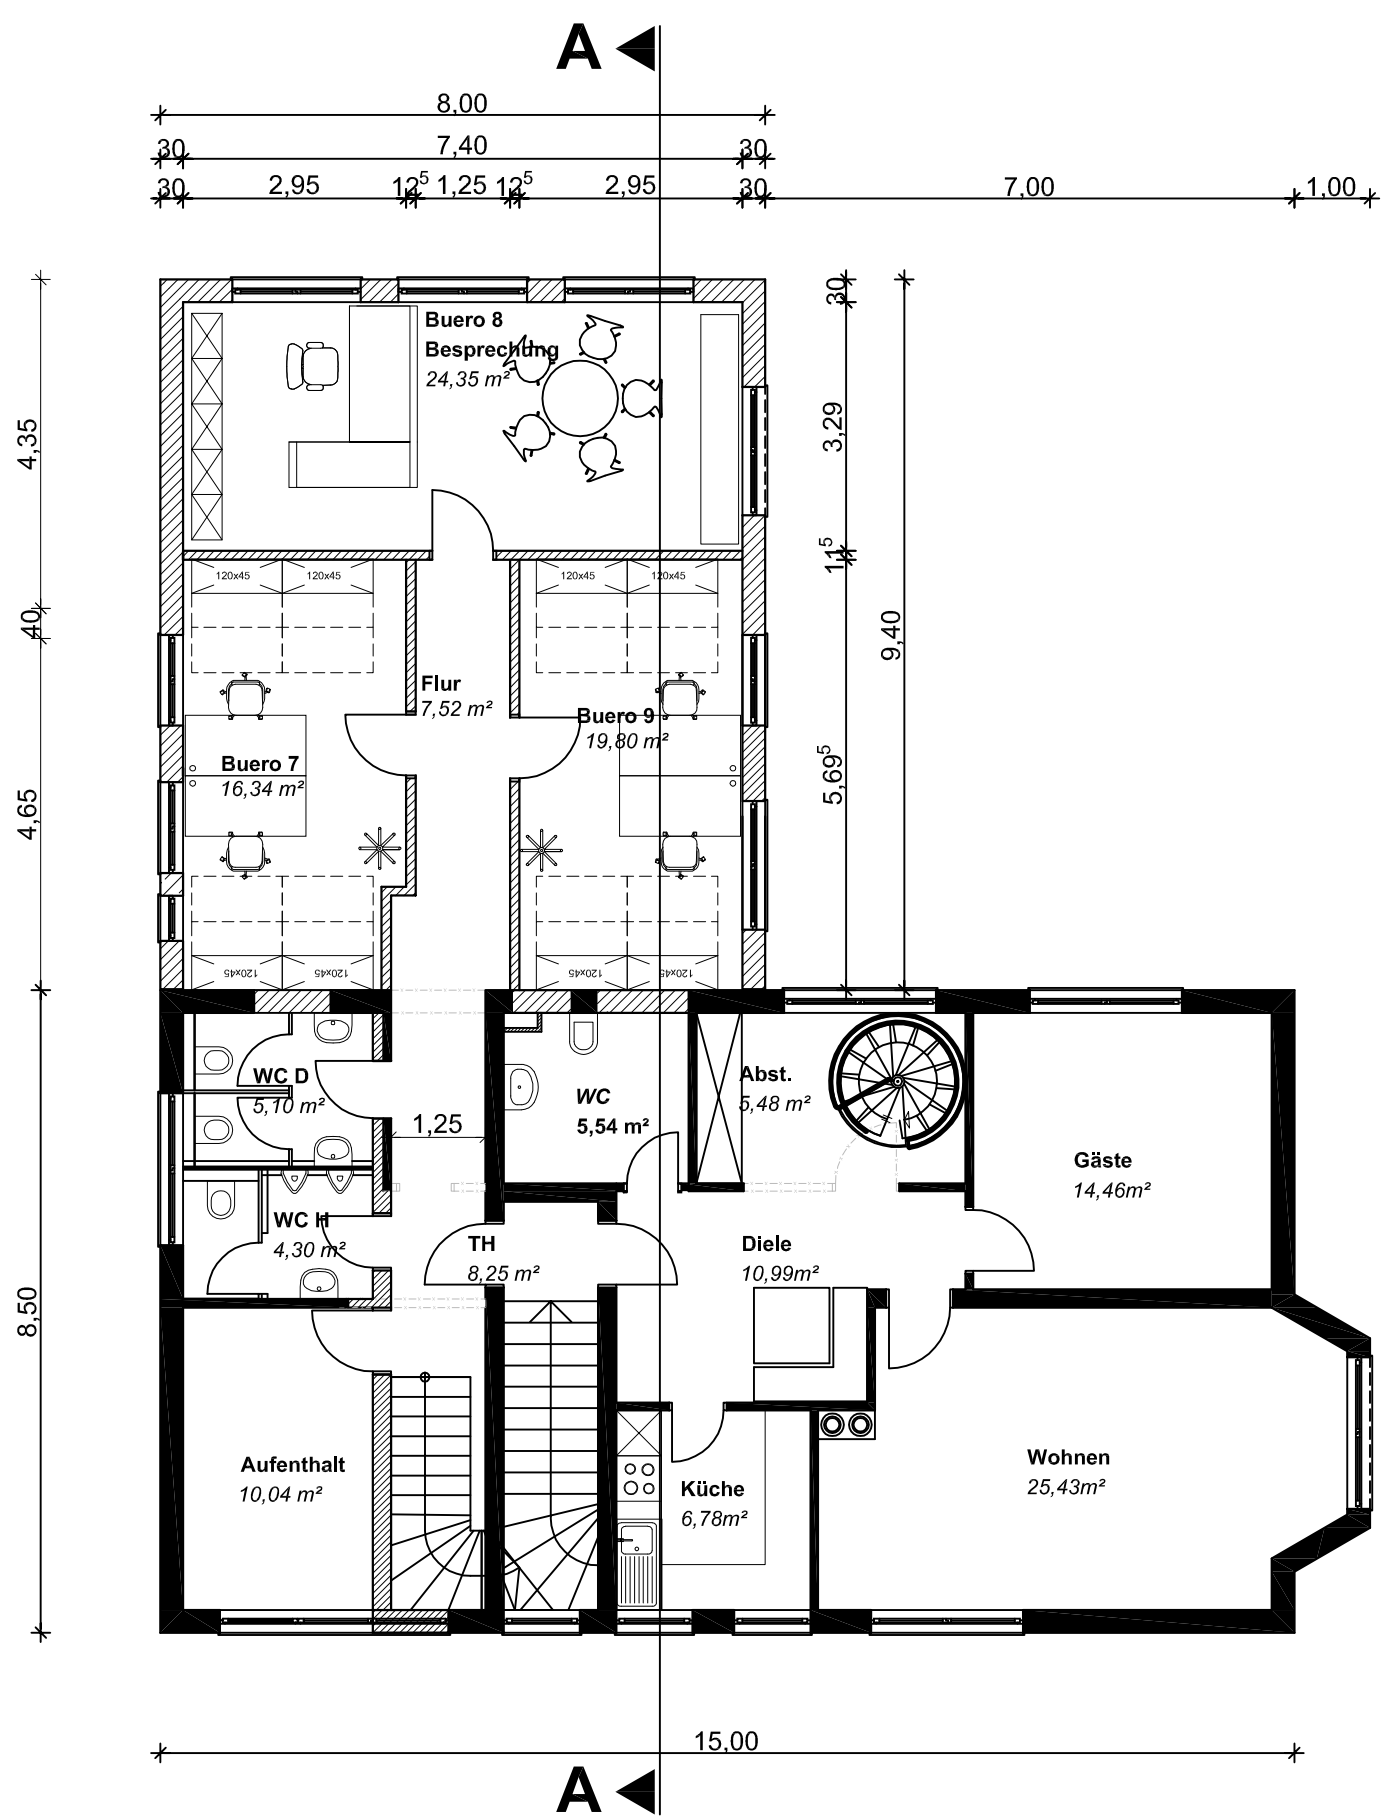 A
8,00
30 7,40 30
30 2,95 12⁵ 1,25 12⁵ 2,95 30 7,00 1,00
4,35
40
4,65
8,50
30
3,29
11⁵
5,69⁵
9,40
Buero 8
Besprechung
24,35 m²
120x45 120x45 120x45 120x45
Flur
7,52 m²
Buero 9
19,80 m²
Buero 7
16,34 m²
120x45 120x45 120x45 120x45
WC D
5,10 m²
1,25
WC
5,54 m²
Abst.
5,48 m²
Gäste
14,46m²
WC H
4,30 m²
TH
8,25 m²
Diele
10,99m²
Aufenthalt
10,04 m²
Küche
6,78m²
Wohnen
25,43m²
15,00
A